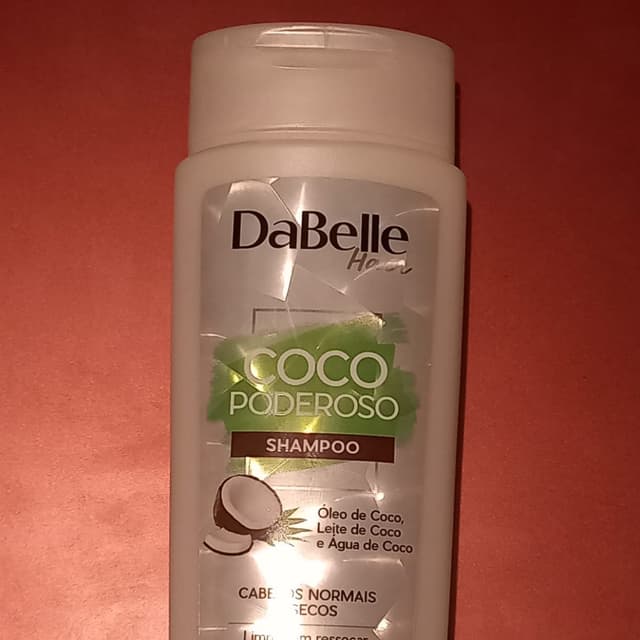 DaBelle
Hair
COCO
PODEROSO
SHAMPOO
Óleo de Coco,
Leite de Coco
e Água de Coco
NORMAIS
SECOS